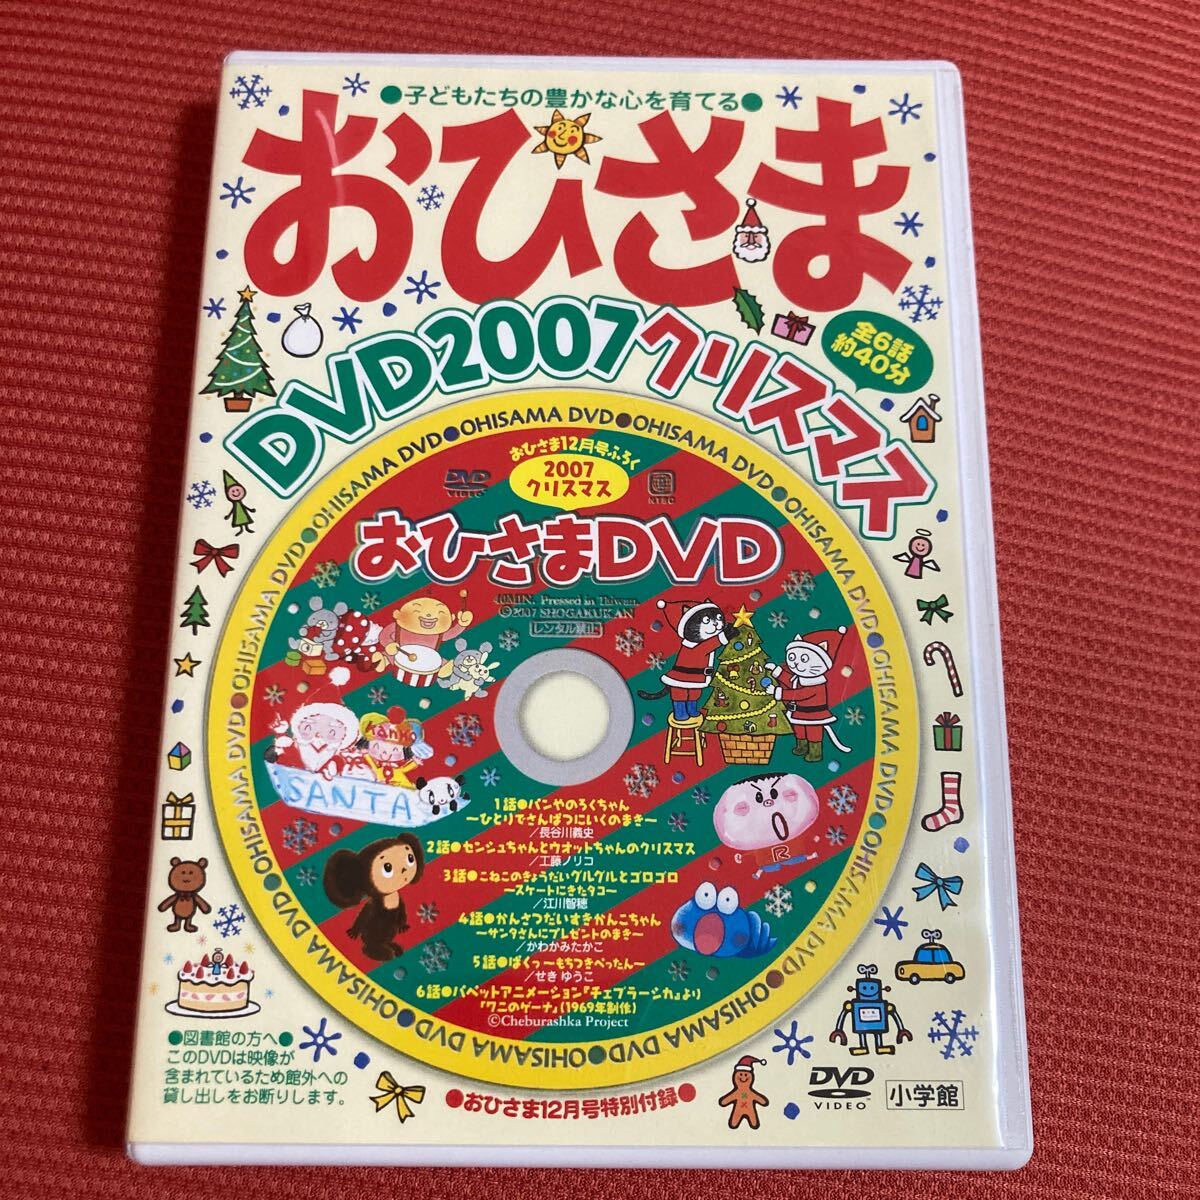 ●子どもたちの豊かな心を育てる●
おひさま
DVD2007クリスマス
全6話
約40分
OHISAMA DVD●OHISAMA DVD●OHISAMA DVD●OHISAMA DVD●OHISAMA DVD●OHISAMA DVD●OHISAMA DVD●OHISAMA DVD●OHISAMA DVD●OHISAMA DVD●
おひさま12月号ふろく
DVD
VIDEO
2007
クリスマス
NTSC
おひさまDVD
40MIN. Pressed in Taiwan.
©2007 SHOGAKUKAN
レンタル禁止
Kanko
SANTA
R
1話●パンやのろくちゃん
〜ひとりでさんぱつにいくのまき〜
／長谷川義史
2話●センシュちゃんとウオットちゃんのクリスマス
／工藤ノリコ
3話●こねこのきょうだいグルグルとゴロゴロ
〜スケートにきたタコ〜
／江川智穂
4話●かんさつだいすきかんこちゃん
〜サンタさんにプレゼントのまき〜
／かわかみたかこ
5話●ぱくっ〜もちつきぺったん〜
／せき ゆうこ
6話●パペットアニメーション『チェブラーシカ』より
「ワニのゲーナ」(1969年制作)
©Cheburashka Project
●図書館の方へ●
このDVDは映像が
含まれているため館外への
貸し出しをお断りします。
●おひさま12月号特別付録●
DVD
VIDEO
小学館